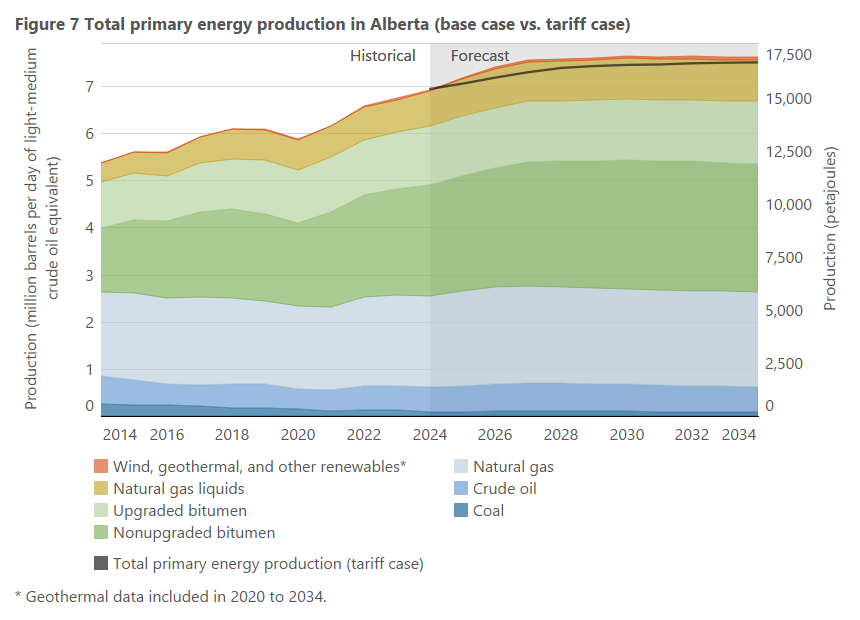 Figure 7 Total primary energy production in Alberta (base case vs. tariff case)
Historical
Forecast
Production (million barrels per day of light-medium
crude oil equivalent)
7
6
5
4
3
2
1
0
17,500
15,000
12,500
10,000
7,500
5,000
2,500
0
Production (petajoules)
2014 2016 2018 2020 2022 2024 2026 2028 2030 2032 2034
Wind, geothermal, and other renewables*
Natural gas liquids
Upgraded bitumen
Nonupgraded bitumen
Natural gas
Crude oil
Coal
Total primary energy production (tariff case)
* Geothermal data included in 2020 to 2034.